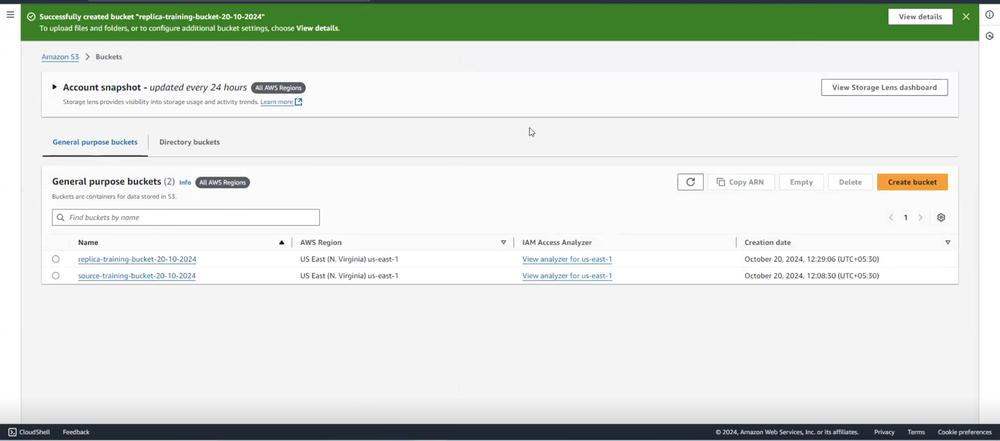 Successfully created bucket "replica-training-bucket-20-10-2024"
View details
To upload files and folders, or to configure additional bucket settings, choose View details.
Amazon S3 > Buckets
Account snapshot - updated every 24 hours All AWS Regions
View Storage Lens dashboard
Storage lens provides visibility into storage usage and activity trends. Learn more
General purpose buckets Directory buckets
General purpose buckets (2) Info All AWS Regions
Copy ARN Empty Delete Create bucket
Buckets are containers for data stored in S3.
Find buckets by name
1
Name AWS Region IAM Access Analyzer Creation date
replica-training-bucket-20-10-2024 US East (N. Virginia) us-east-1 View analyzer for us-east-1 October 20, 2024, 12:29:06 (UTC+05:30)
source-training-bucket-20-10-2024 US East (N. Virginia) us-east-1 View analyzer for us-east-1 October 20, 2024, 12:08:30 (UTC+05:30)
CloudShell Feedback © 2024, Amazon Web Services, Inc. or its affiliates. Privacy Terms Cookie preferences